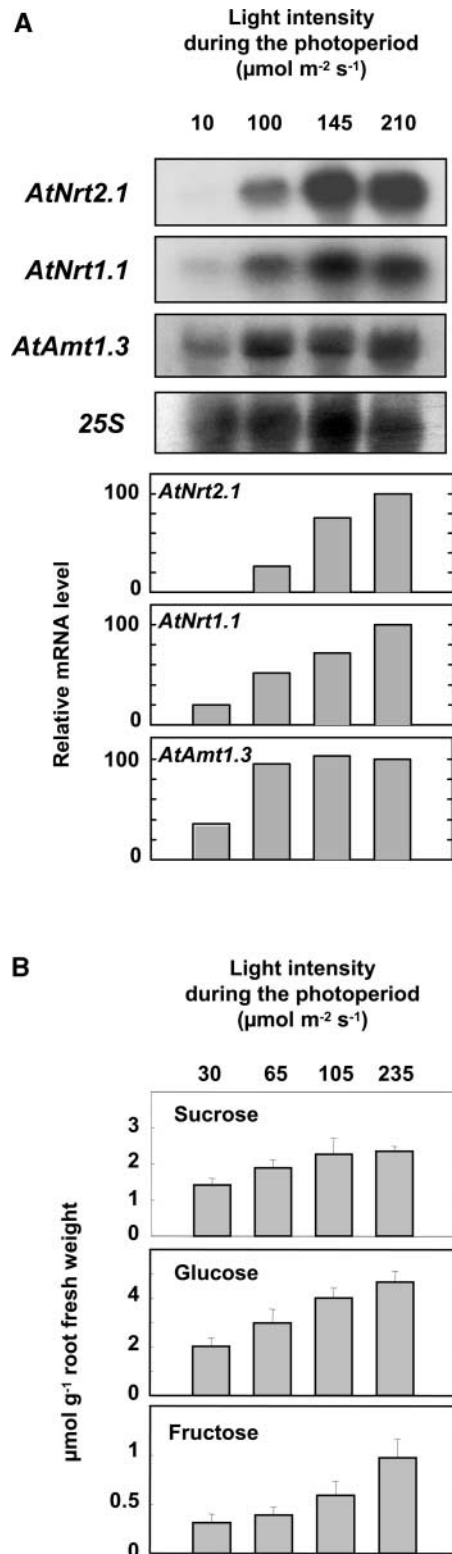 A
Light intensity
during the photoperiod
(µmol m⁻² s⁻¹)
10 100 145 210
AtNrt2.1
AtNrt1.1
AtAmt1.3
25S
Relative mRNA level
AtNrt2.1
100
0
AtNrt1.1
100
0
AtAmt1.3
100
0
B
Light intensity
during the photoperiod
(µmol m⁻² s⁻¹)
30 65 105 235
µmol g⁻¹ root fresh weight
Sucrose
3
2
1
0
Glucose
4
2
0
Fructose
1
0.5
0